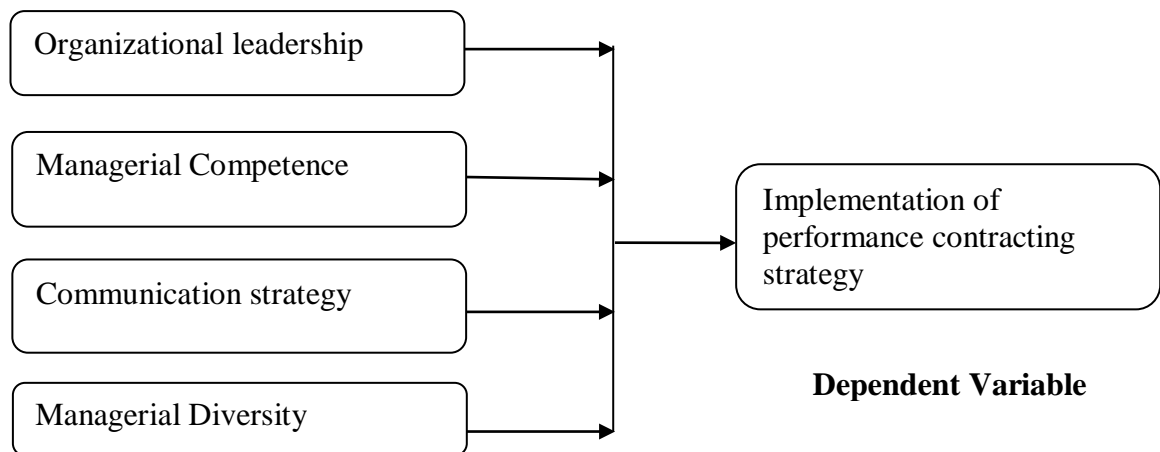 Organizational leadership
Managerial Competence
Communication strategy
Managerial Diversity
Implementation of
performance contracting
strategy
Dependent Variable